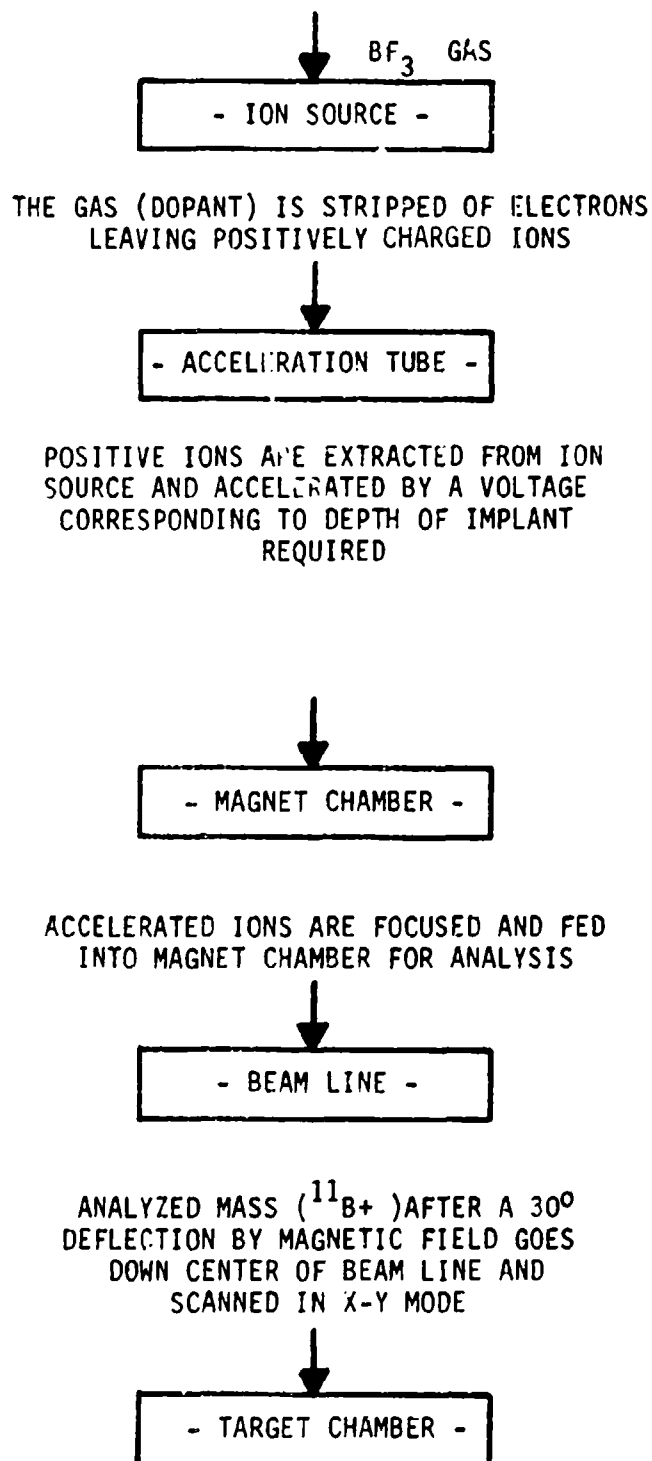 BF3 GAS
- ION SOURCE -
THE GAS (DOPANT) IS STRIPPED OF ELECTRONS
LEAVING POSITIVELY CHARGED IONS
- ACCELERATION TUBE -
POSITIVE IONS ARE EXTRACTED FROM ION
SOURCE AND ACCELERATED BY A VOLTAGE
CORRESPONDING TO DEPTH OF IMPLANT
REQUIRED
- MAGNET CHAMBER -
ACCELERATED IONS ARE FOCUSED AND FED
INTO MAGNET CHAMBER FOR ANALYSIS
- BEAM LINE -
ANALYZED MASS (11B+ )AFTER A 30º
DEFLECTION BY MAGNETIC FIELD GOES
DOWN CENTER OF BEAM LINE AND
SCANNED IN X-Y MODE
- TARGET CHAMBER -